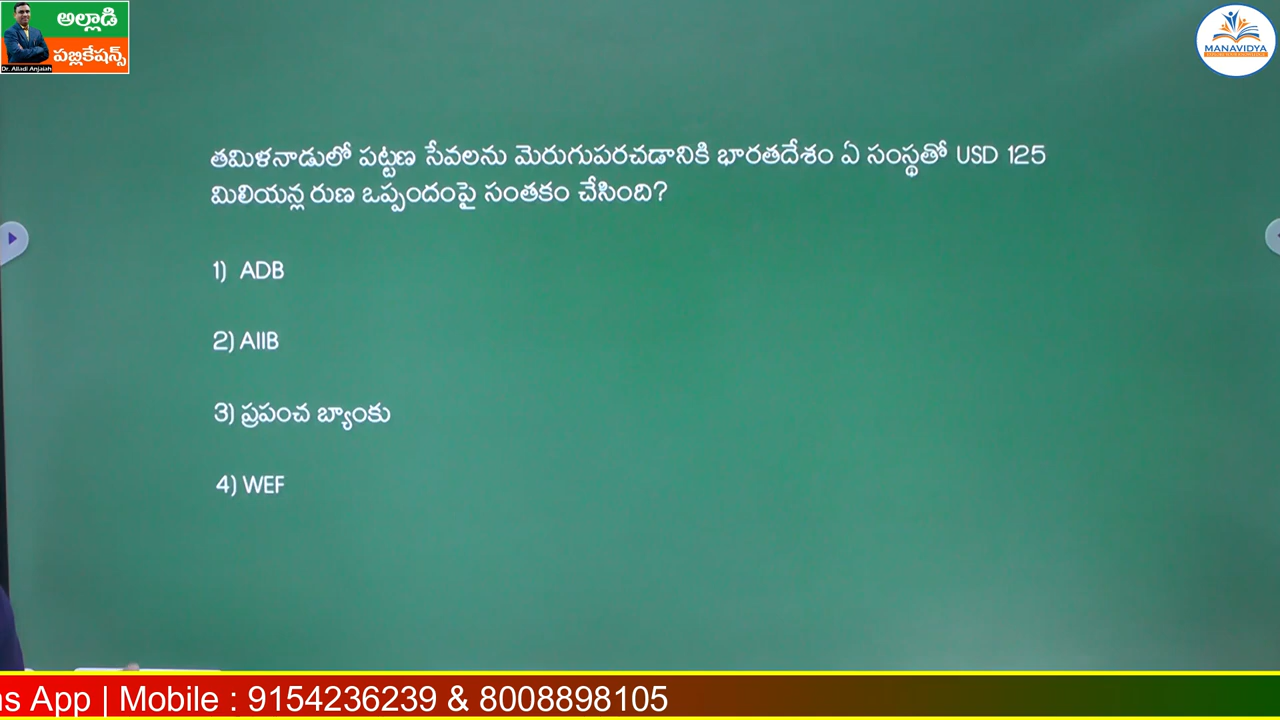 అల్లాడి
పబ్లికేషన్స్
Dr. Alladi Anjaiah
MANAVIDYA
తమిళనాడులో పట్టణ సేవలను మెరుగుపరచడానికి భారతదేశం ఏ సంస్థతో USD 125
మిలియన్ల రుణ ఒప్పందంపై సంతకం చేసింది?
1) ADB
2) AIIB
3) ప్రపంచ బ్యాంకు
4) WEF
ns App | Mobile : 9154236239 & 8008898105